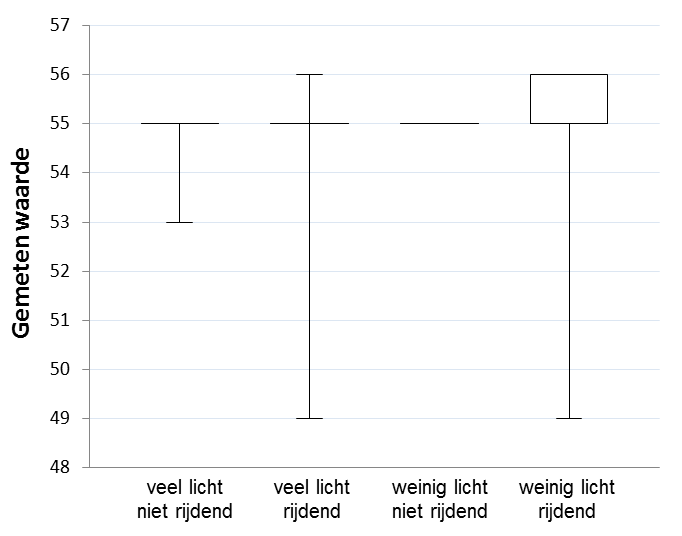 Gemeten waarde
57
56
55
54
53
52
51
50
49
48
veel licht
niet rijdend
veel licht
rijdend
weinig licht
niet rijdend
weinig licht
rijdend